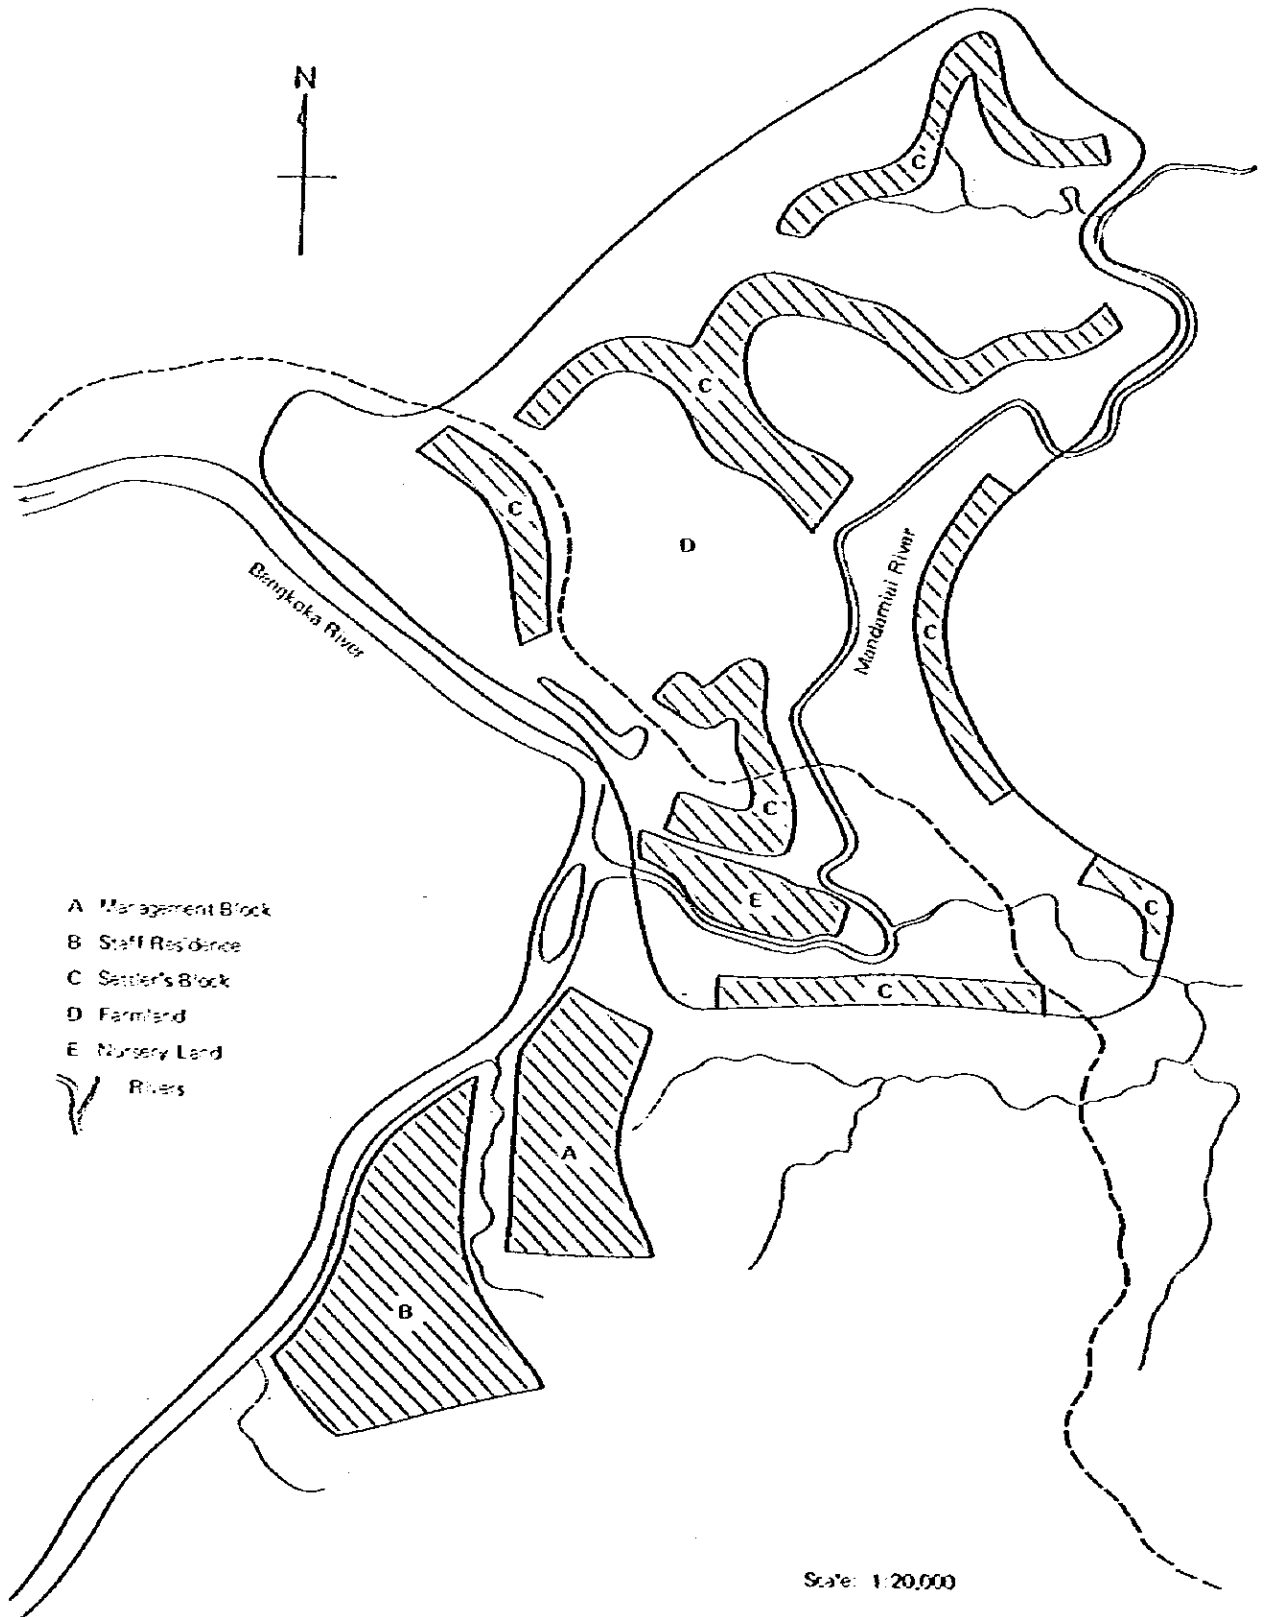 N
C
C
C
D
Bengkoka River
Mandamai River
C
C
E
C
C
A Management Block
B Staff Residence
C Settler's Block
D Farmland
E Nursery Land
Rivers
A
B
Scale: 1:20,000